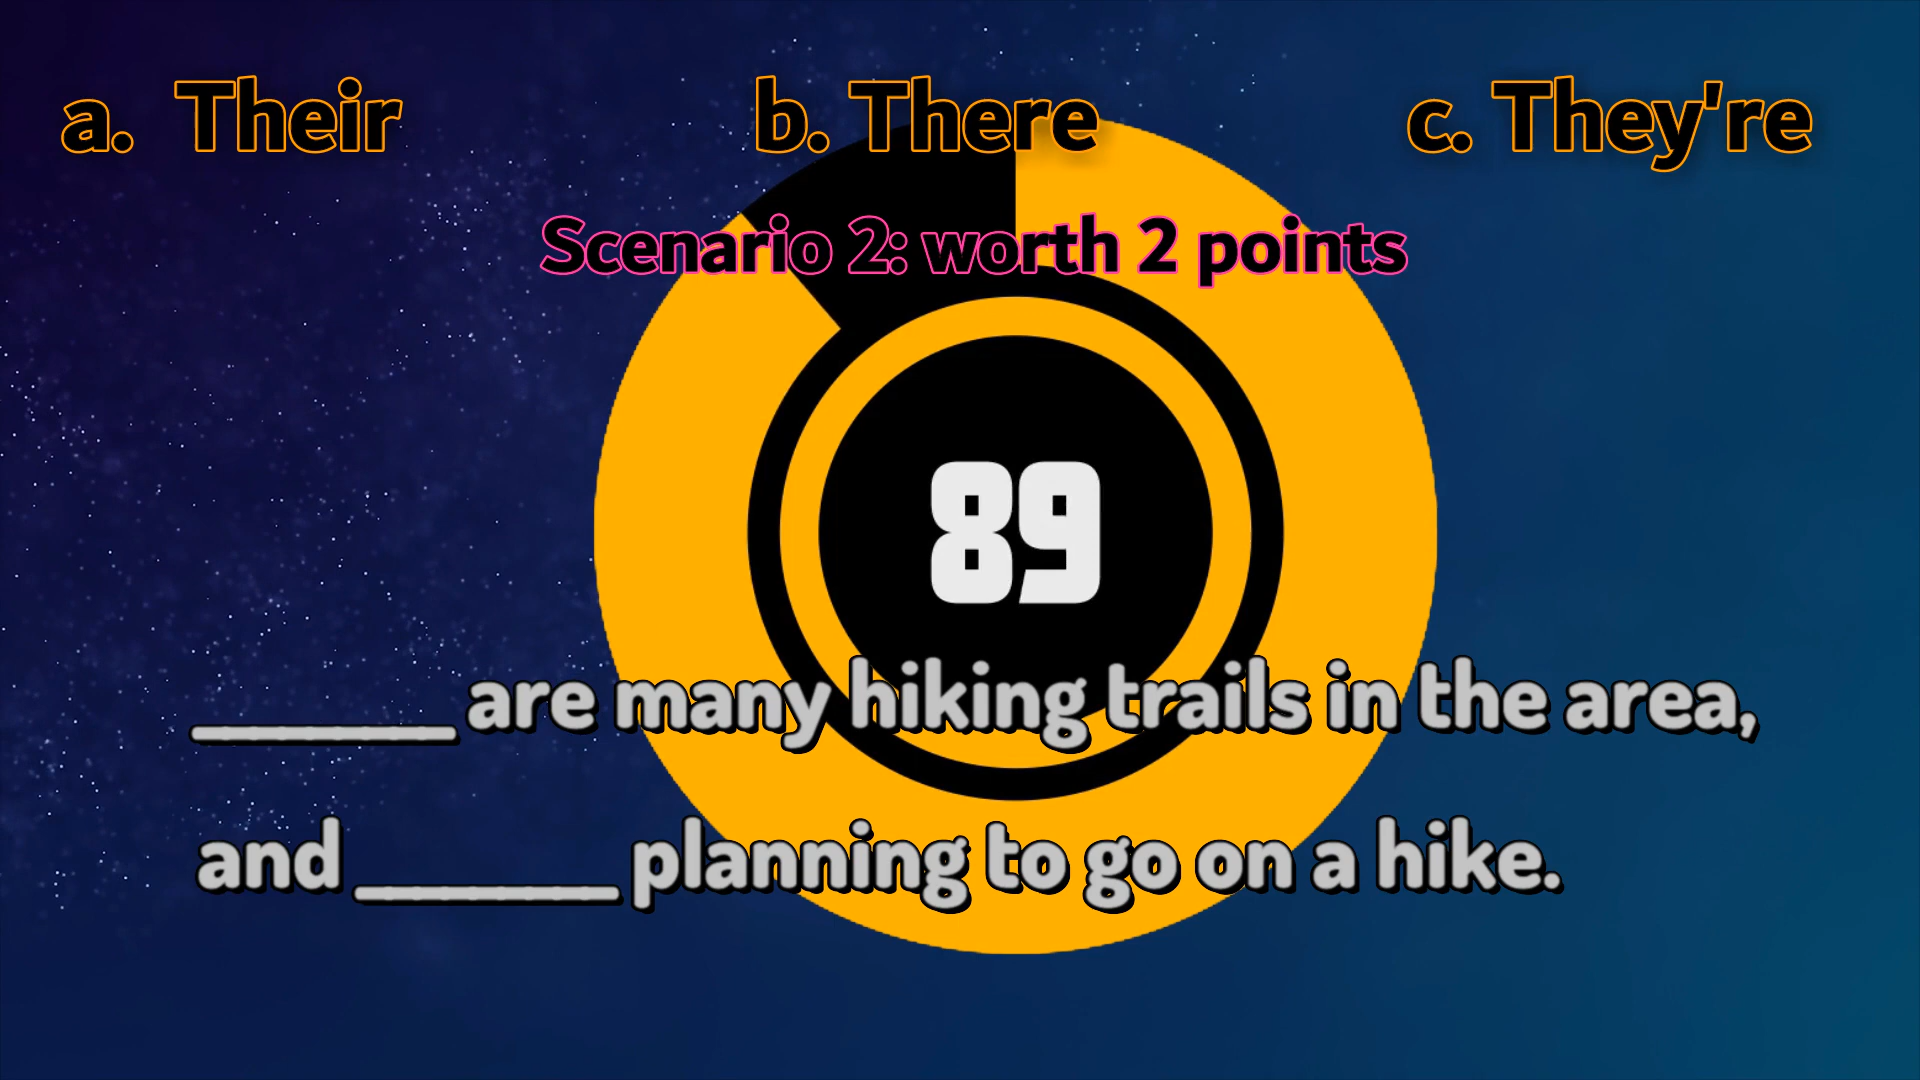 a. Their b. There c. They're
Scenario 2: worth 2 points
89
______ are many hiking trails in the area,
and ______ planning to go on a hike.